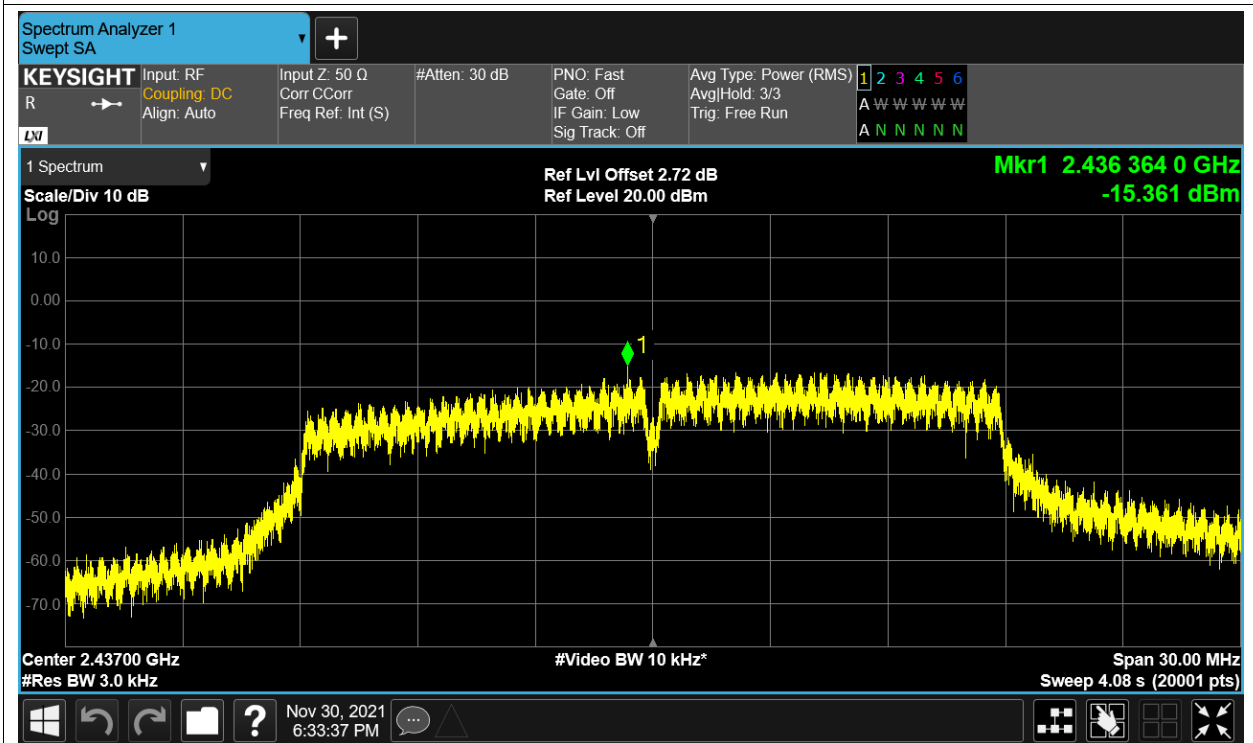 Spectrum Analyzer 1
Swept SA
KEYSIGHT Input: RF Input Z: 50 Ω #Atten: 30 dB PNO: Fast Avg Type: Power (RMS) 1 2 3 4 5 6
R Coupling: DC Corr CCorr Gate: Off Avg|Hold: 3/3 A W W W W W
Align: Auto Freq Ref: Int (S) IF Gain: Low Trig: Free Run
LXI Sig Track: Off A N N N N N
1 Spectrum Ref Lvl Offset 2.72 dB Mkr1 2.436 364 0 GHz
Scale/Div 10 dB Ref Level 20.00 dBm -15.361 dBm
Log
10.0
0.00
-10.0
1
-20.0
-30.0
-40.0
-50.0
-60.0
-70.0
Center 2.43700 GHz #Video BW 10 kHz* Span 30.00 MHz
#Res BW 3.0 kHz Sweep 4.08 s (20001 pts)
? Nov 30, 2021
6:33:37 PM